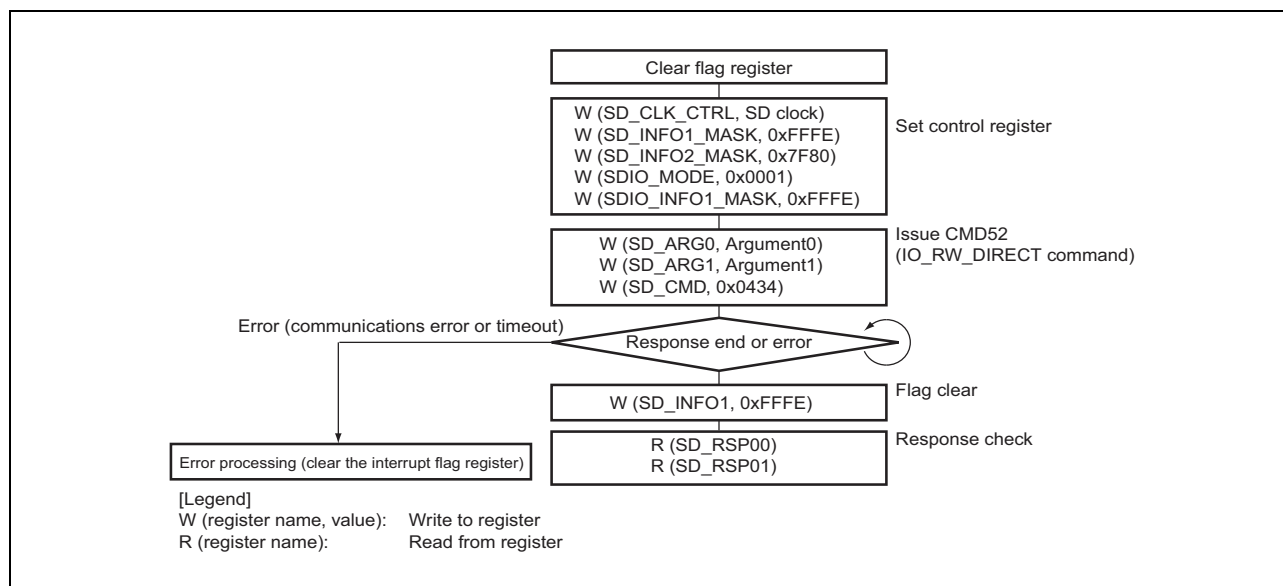 Clear flag register
W (SD_CLK_CTRL, SD clock)
W (SD_INFO1_MASK, 0xFFFE)
W (SD_INFO2_MASK, 0x7F80)
W (SDIO_MODE, 0x0001)
W (SDIO_INFO1_MASK, 0xFFFE)
Set control register
W (SD_ARG0, Argument0)
W (SD_ARG1, Argument1)
W (SD_CMD, 0x0434)
Issue CMD52
(IO_RW_DIRECT command)
Error (communications error or timeout)
Response end or error
W (SD_INFO1, 0xFFFE)
Flag clear
R (SD_RSP00)
R (SD_RSP01)
Response check
Error processing (clear the interrupt flag register)
[Legend]
W (register name, value): Write to register
R (register name): Read from register